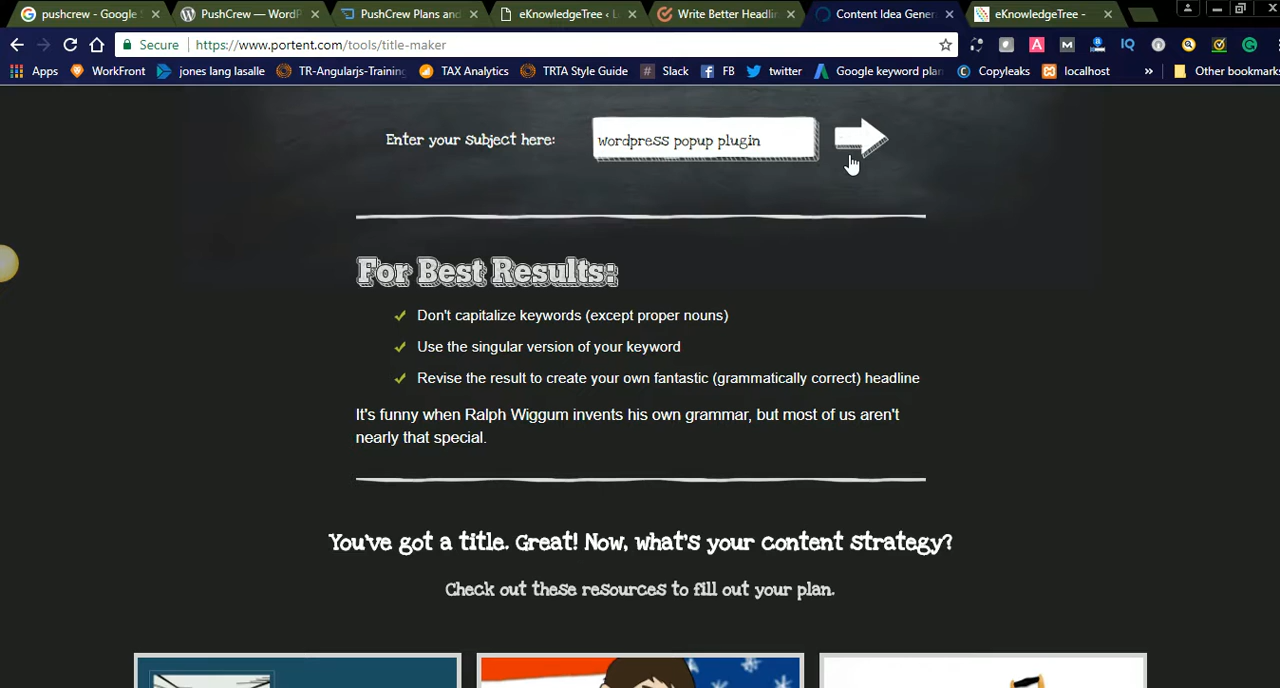 pushcrew - Google
PushCrew — WordP
PushCrew Plans and
eKnowledgeTree ‹ L
Write Better Headlin
Content Idea Gener
eKnowledgeTree -
Secure
https://www.portent.com/tools/title-maker
Apps
WorkFront
jones lang lasalle
TR-Angularjs-Training
TAX Analytics
TRTA Style Guide
Slack
FB
twitter
Google keyword plan
Copyleaks
localhost
»
Other bookmarks
Enter your subject here:
wordpress popup plugin
For Best Results:
Don't capitalize keywords (except proper nouns)
Use the singular version of your keyword
Revise the result to create your own fantastic (grammatically correct) headline
It's funny when Ralph Wiggum invents his own grammar, but most of us aren't
nearly that special.
You've got a title. Great! Now, what's your content strategy?
Check out these resources to fill out your plan.